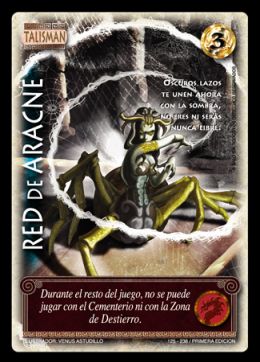 TALISMAN
3
OSCUROS LAZOS
TE UNEN AHORA
CON LA SOMBRA,
NO ERES NI SERÁS
NUNCA LIBRE.
RED DE ARACNE
Durante el resto del juego, no se puede
jugar con el Cementerio ni con la Zona
de Destierro.
ILUSTRADOR: VENUS ASTUDILLO
125 - 236 / PRIMERA EDICION